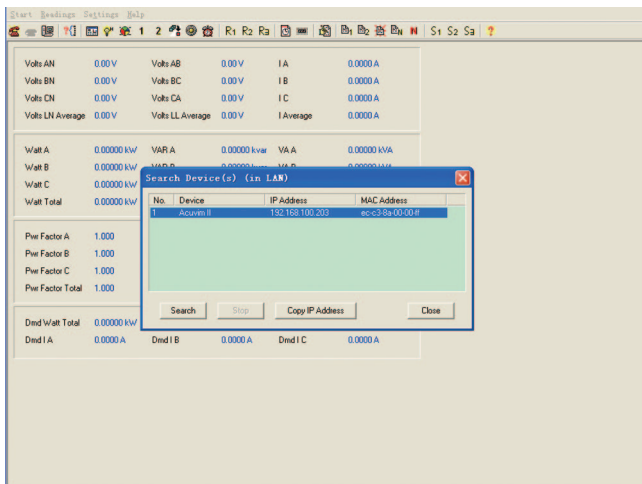 Start Readings Settings Help
1 2 R1 R2 R3 B1 B2 BN N N S1 S2 S3 ?
Volts AN 0.00 V Volts AB 0.00 V I A 0.0000 A
Volts BN 0.00 V Volts BC 0.00 V I B 0.0000 A
Volts CN 0.00 V Volts CA 0.00 V I C 0.0000 A
Volts LN Average 0.00 V Volts LL Average 0.00 V I Average 0.0000 A
Watt A 0.00000 kW VAR A 0.00000 kvar VA A 0.00000 kVA
Watt B 0.00000 kW
Watt C 0.00000 kW
Watt Total 0.00000 kW
Pwr Factor A 1.000
Pwr Factor B 1.000
Pwr Factor C 1.000
Pwr Factor Total 1.000
Dmd Watt Total 0.00000 kW
Dmd I A 0.0000 A Dmd I B 0.0000 A Dmd I C 0.0000 A
Search Device(s) (in LAN)
No. Device IP Address MAC Address
1 Acuvim II 192.168.100.203 ec-c3-8a-00-00-ff
Search Stop Copy IP Address Close